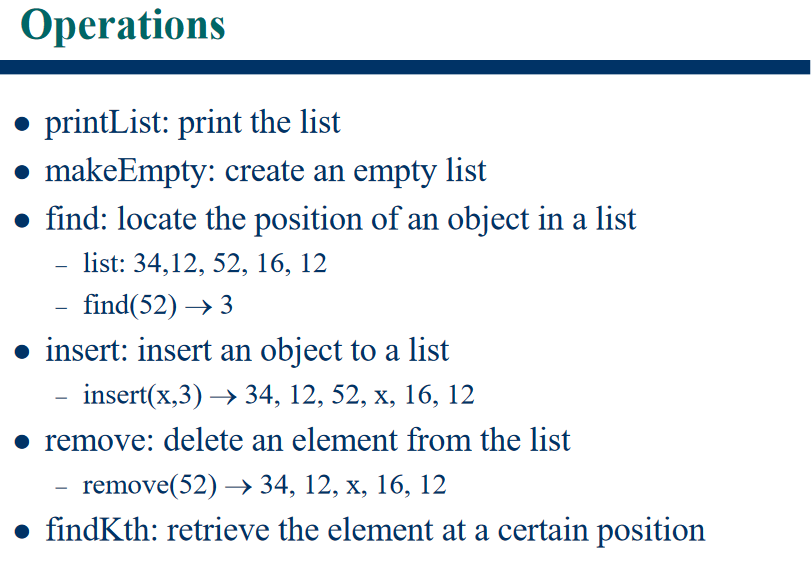 Operations
● printList: print the list
● makeEmpty: create an empty list
● find: locate the position of an object in a list
– list: 34,12, 52, 16, 12
– find(52) → 3
● insert: insert an object to a list
– insert(x,3) → 34, 12, 52, x, 16, 12
● remove: delete an element from the list
– remove(52) → 34, 12, x, 16, 12
● findKth: retrieve the element at a certain position